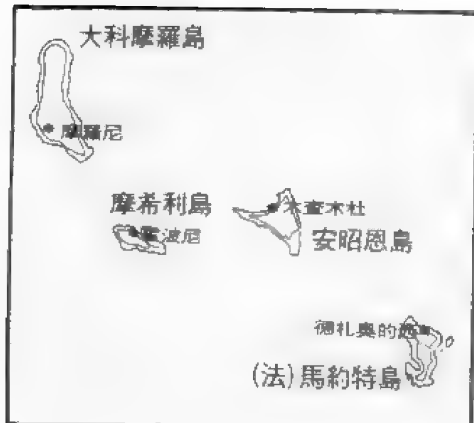 大科摩羅島
摩羅尼
摩希利島
木查木杜
波尼
安昭恩島
德札奧的
(法)馬約特島